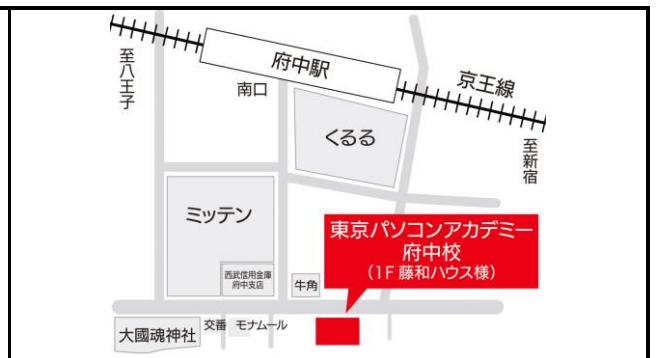 至八王子
府中駅
南口
京王線
至新宿
くるる
ミッテン
東京パソコンアカデミー
府中校
(1F 藤和ハウス様)
西武信用金庫
府中支店
牛角
大國魂神社
交番
モナムール